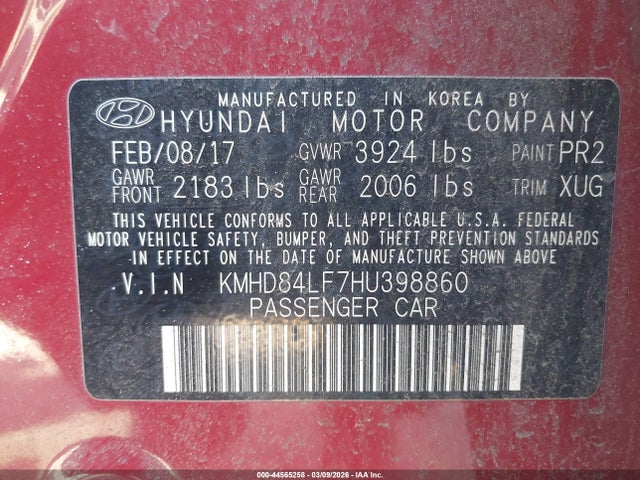 MANUFACTURED IN KOREA BY
HYUNDAI MOTOR COMPANY
FEB/08/17 GVWR 3924 lbs PAINT PR2
GAWR FRONT 2183 lbs GAWR REAR 2006 lbs TRIM XUG
THIS VEHICLE CONFORMS TO ALL APPLICABLE U.S.A. FEDERAL
MOTOR VEHICLE SAFETY, BUMPER, AND THEFT PREVENTION
STANDARDS IN EFFECT ON THE DATE OF MANUFACTURE SHOWN ABOVE
V.I.N KMHD84LF7HU398860
PASSENGER CAR
000-44565258 - 03/09/2026 - IAA Inc.